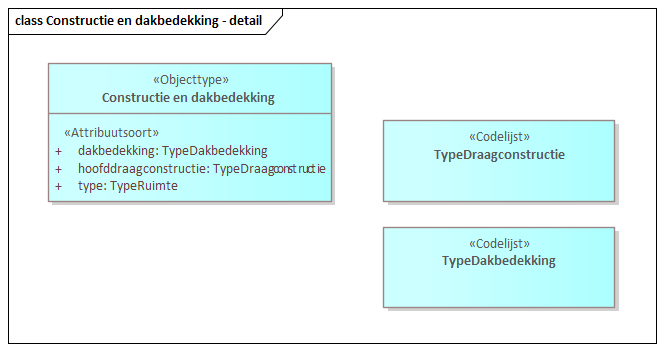 class Constructie en dakbedekking - detail
«Objecttype»
Constructie en dakbedekking
«Attribuutsoort»
+ dakbedekking: TypeDakbedekking
+ hoofddraagconstructie: TypeDraagconstructie
+ type: TypeRuimte
«Codelijst»
TypeDraagconstructie
«Codelijst»
TypeDakbedekking